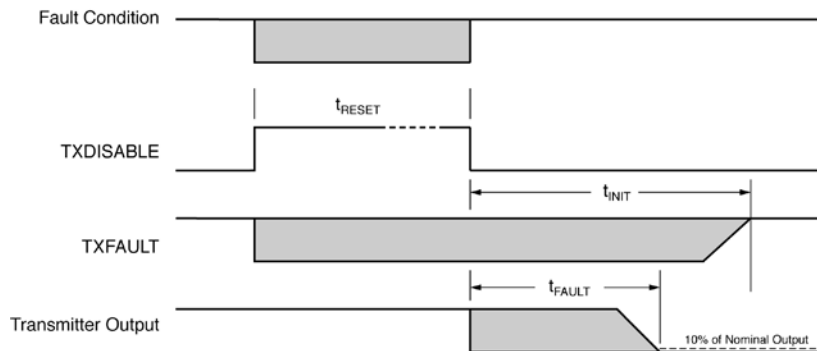 Fault Condition
tRESET
TXDISABLE
tINIT
TXFAULT
tFAULT
Transmitter Output
10% of Nominal Output